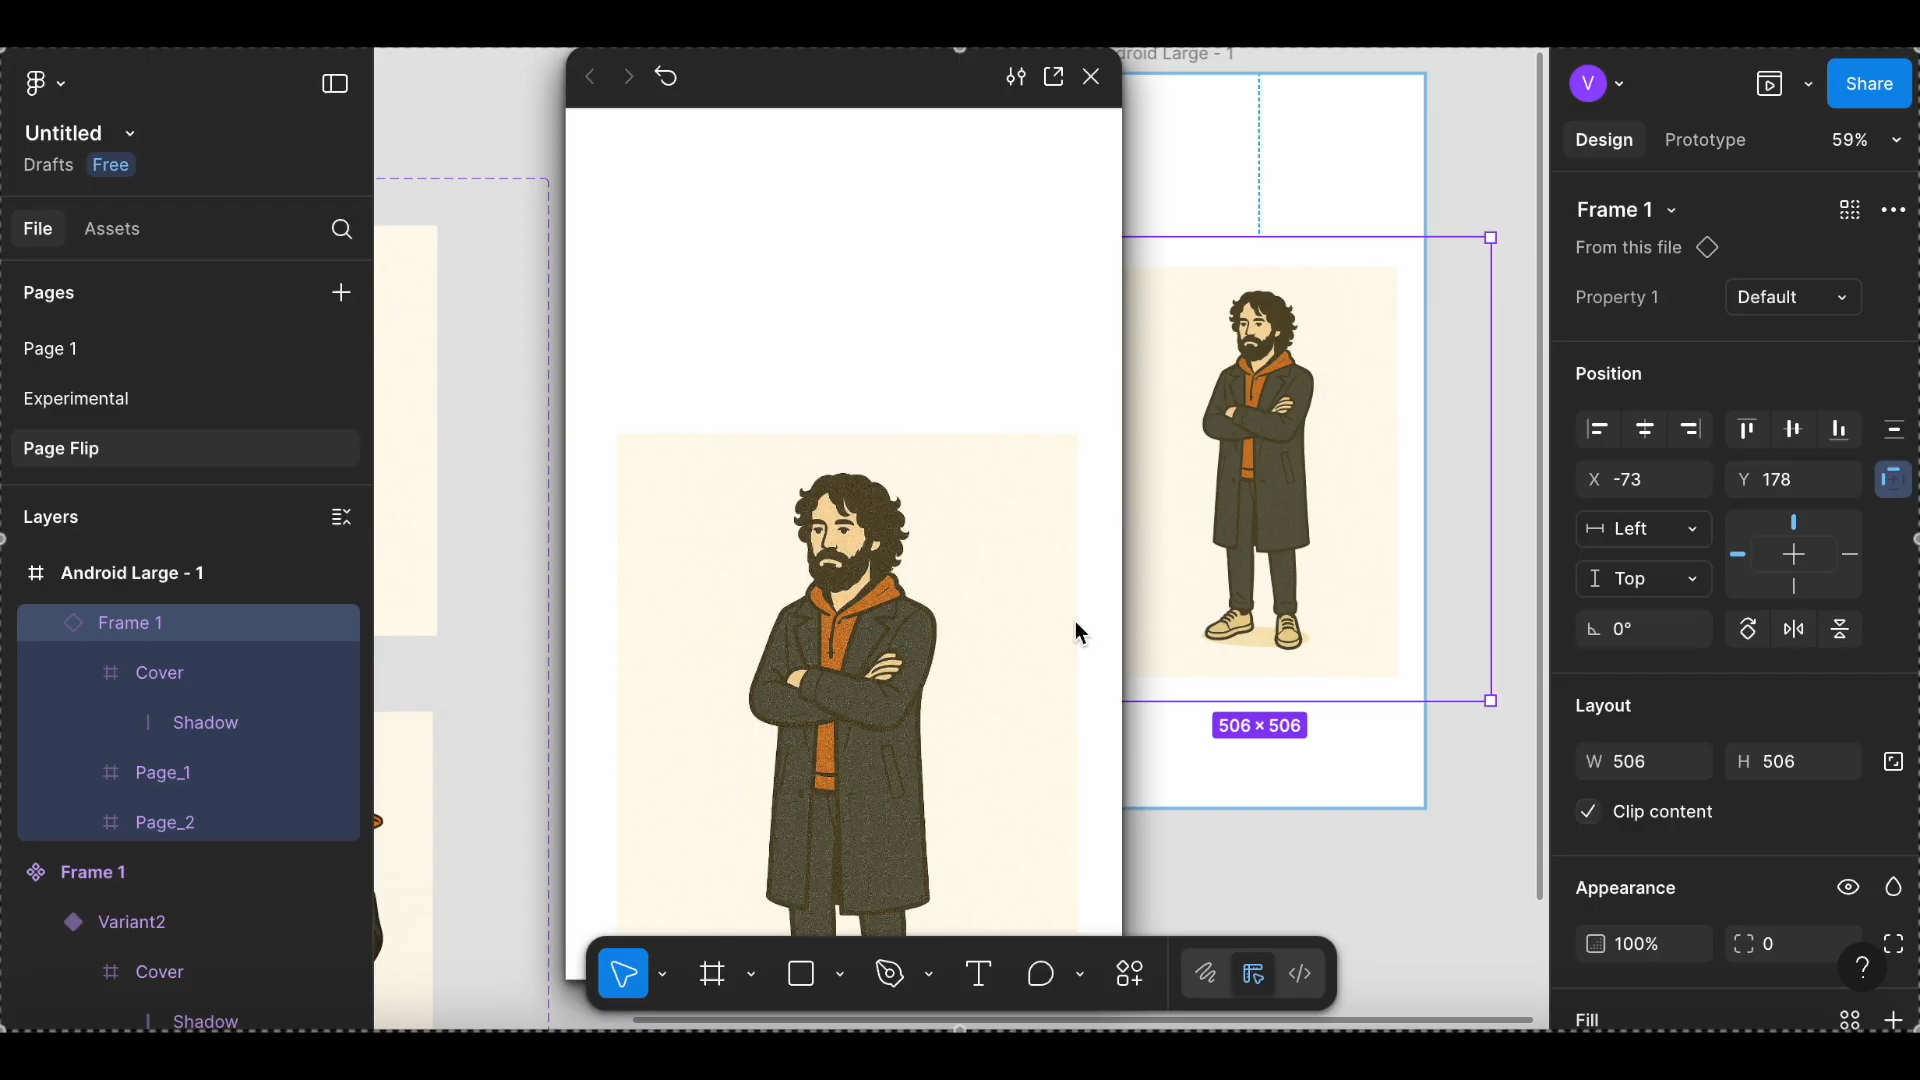 Untitled
Drafts Free
File Assets
Pages
Page 1
Experimental
Page Flip
Layers
Android Large - 1
Frame 1
Cover
Shadow
Page_1
Page_2
Frame 1
Variant2
Cover
Shadow
droid Large - 1
506 × 506
V
Share
Design Prototype 59%
Frame 1
From this file
Property 1 Default
Position
X -73 Y 178
Left
Top
0°
Layout
W 506 H 506
Clip content
Appearance
100% 0
?
Fill